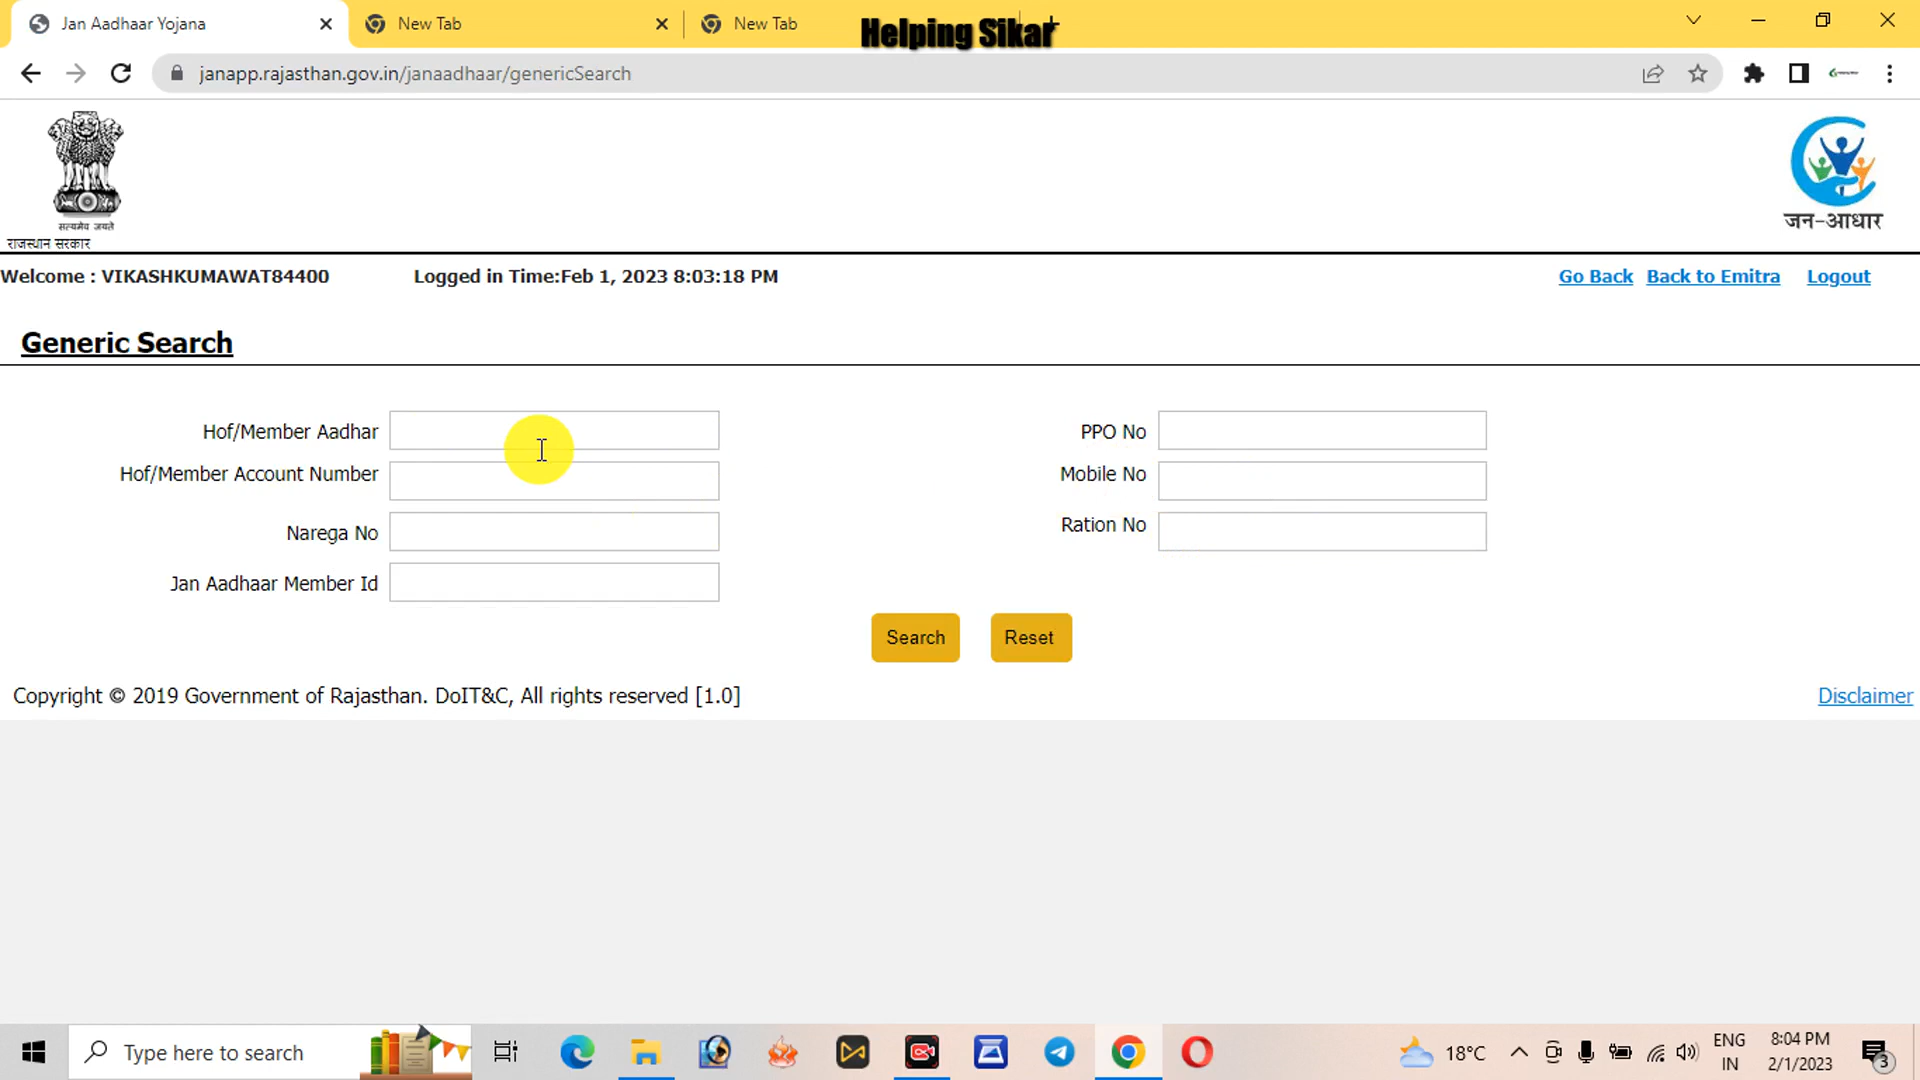 Jan Aadhaar Yojana
New Tab
New Tab
Helping Sikar
janapp.rajasthan.gov.in/janaadhaar/genericSearch
सत्यमेव जयते
राजस्थान सरकार
जन-आधार
Welcome : VIKASHKUMAWAT84400
Logged in Time:Feb 1, 2023 8:03:18 PM
Go Back
Back to Emitra
Logout
Generic Search
Hof/Member Aadhar
PPO No
Hof/Member Account Number
Mobile No
Narega No
Ration No
Jan Aadhaar Member Id
Search
Reset
Copyright © 2019 Government of Rajasthan. DoIT&C, All rights reserved [1.0]
Disclaimer
Type here to search
18°C
ENG
IN
8:04 PM
2/1/2023
3